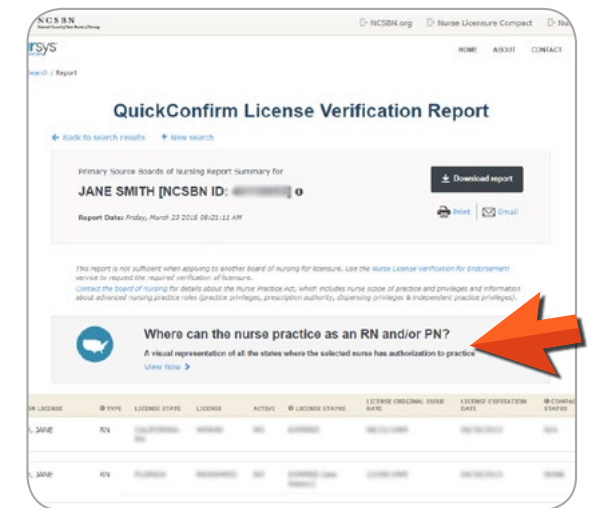 NCSBN
NCSBN.org Nurse Licensure Compact
rsys
HOME ABOUT CONTACT
Search / Report
QuickConfirm License Verification Report
Back to search results + New search
Primary Source Boards of Nursing Report Summary for
JANE SMITH [NCSBN ID: ]
Report Date: Friday, March 23 2018 08:21:11 AM
Download report
Print Email
This report is not sufficient when applying to another board of nursing for licensure. Use the Nurse License Verification for Endorsement
service to request the required verification of licensure.
Contact the board of nursing for details about the Nurse Practice Act, which includes nurse scope of practice and privileges and information
about advanced nursing practice roles (practice privileges, prescription authority, dispensing privileges & independent practice privileges).
Where can the nurse practice as an RN and/or PN?
A visual representation of all the states where the selected nurse has authorization to practice
View Now >
LICENSE TYPE LICENSE STATE LICENSE ACTIVE LICENSE STATUS LICENSE ORIGINAL ISSUE DATE LICENSE EXPIRATION DATE STATUS
, JANE RN
, JANE RN